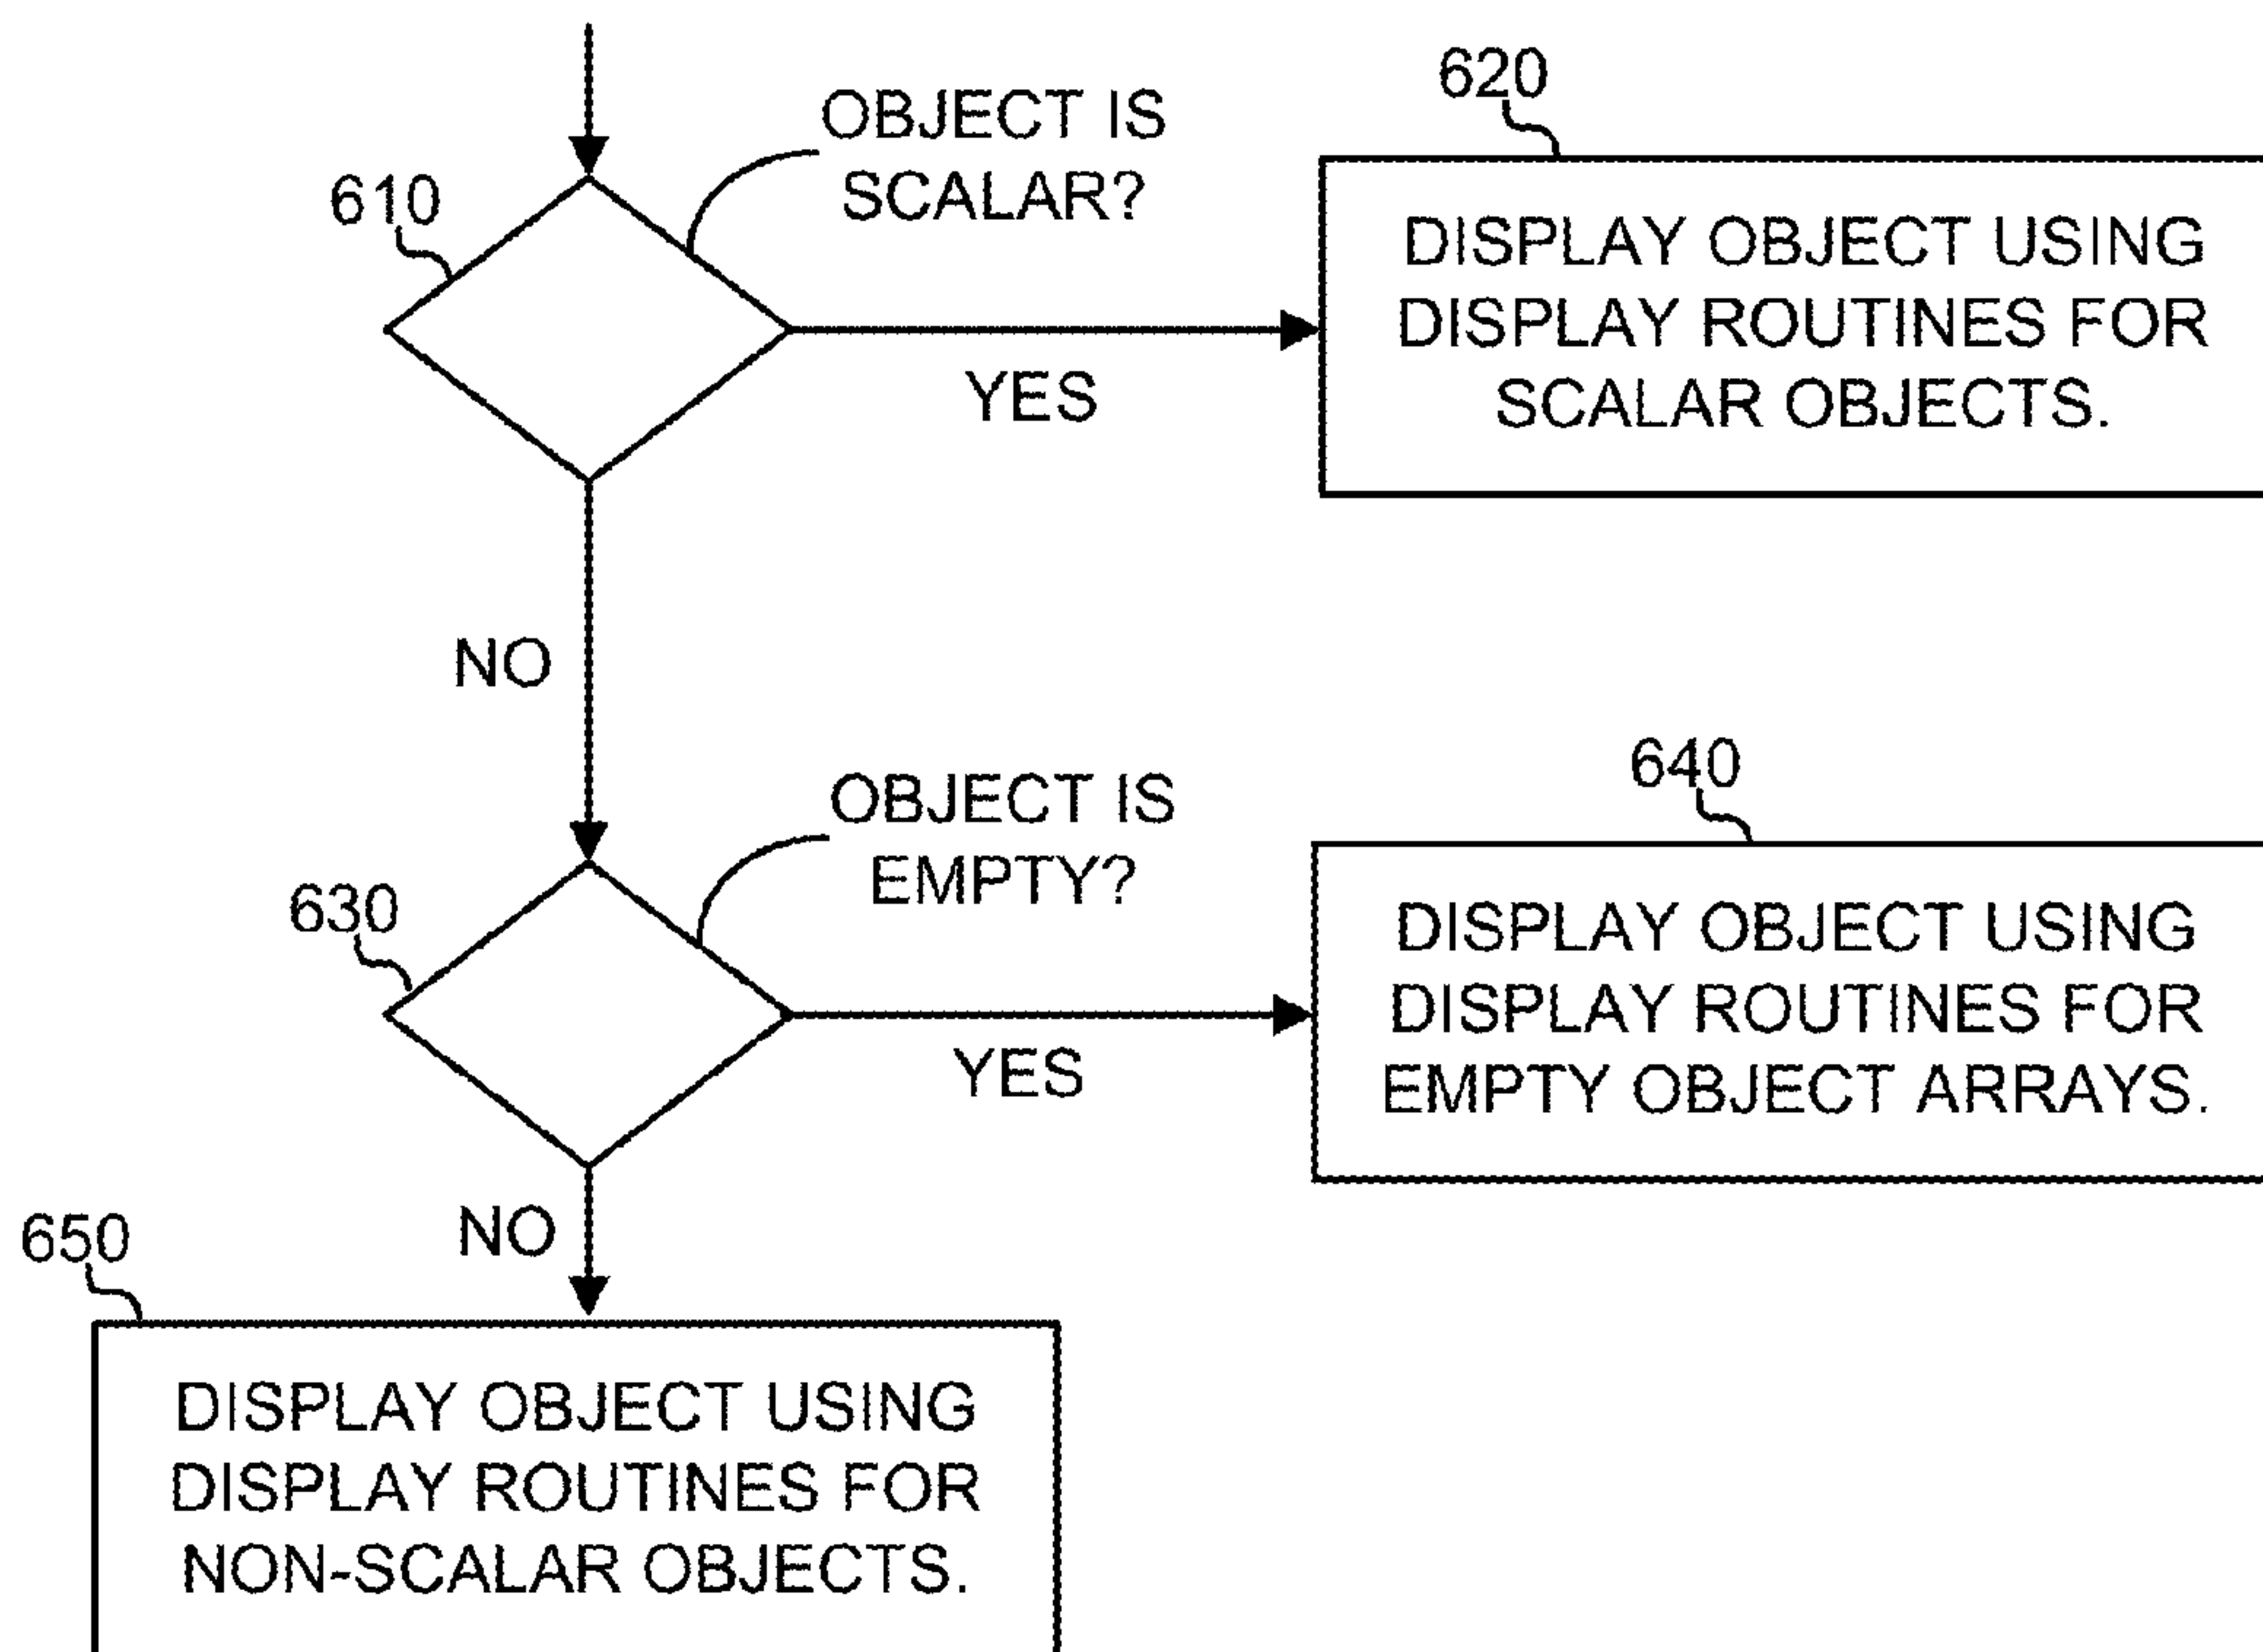 610
OBJECT IS
SCALAR?
YES
620
DISPLAY OBJECT USING
DISPLAY ROUTINES FOR
SCALAR OBJECTS.
NO
630
OBJECT IS
EMPTY?
YES
640
DISPLAY OBJECT USING
DISPLAY ROUTINES FOR
EMPTY OBJECT ARRAYS.
NO
650
DISPLAY OBJECT USING
DISPLAY ROUTINES FOR
NON-SCALAR OBJECTS.